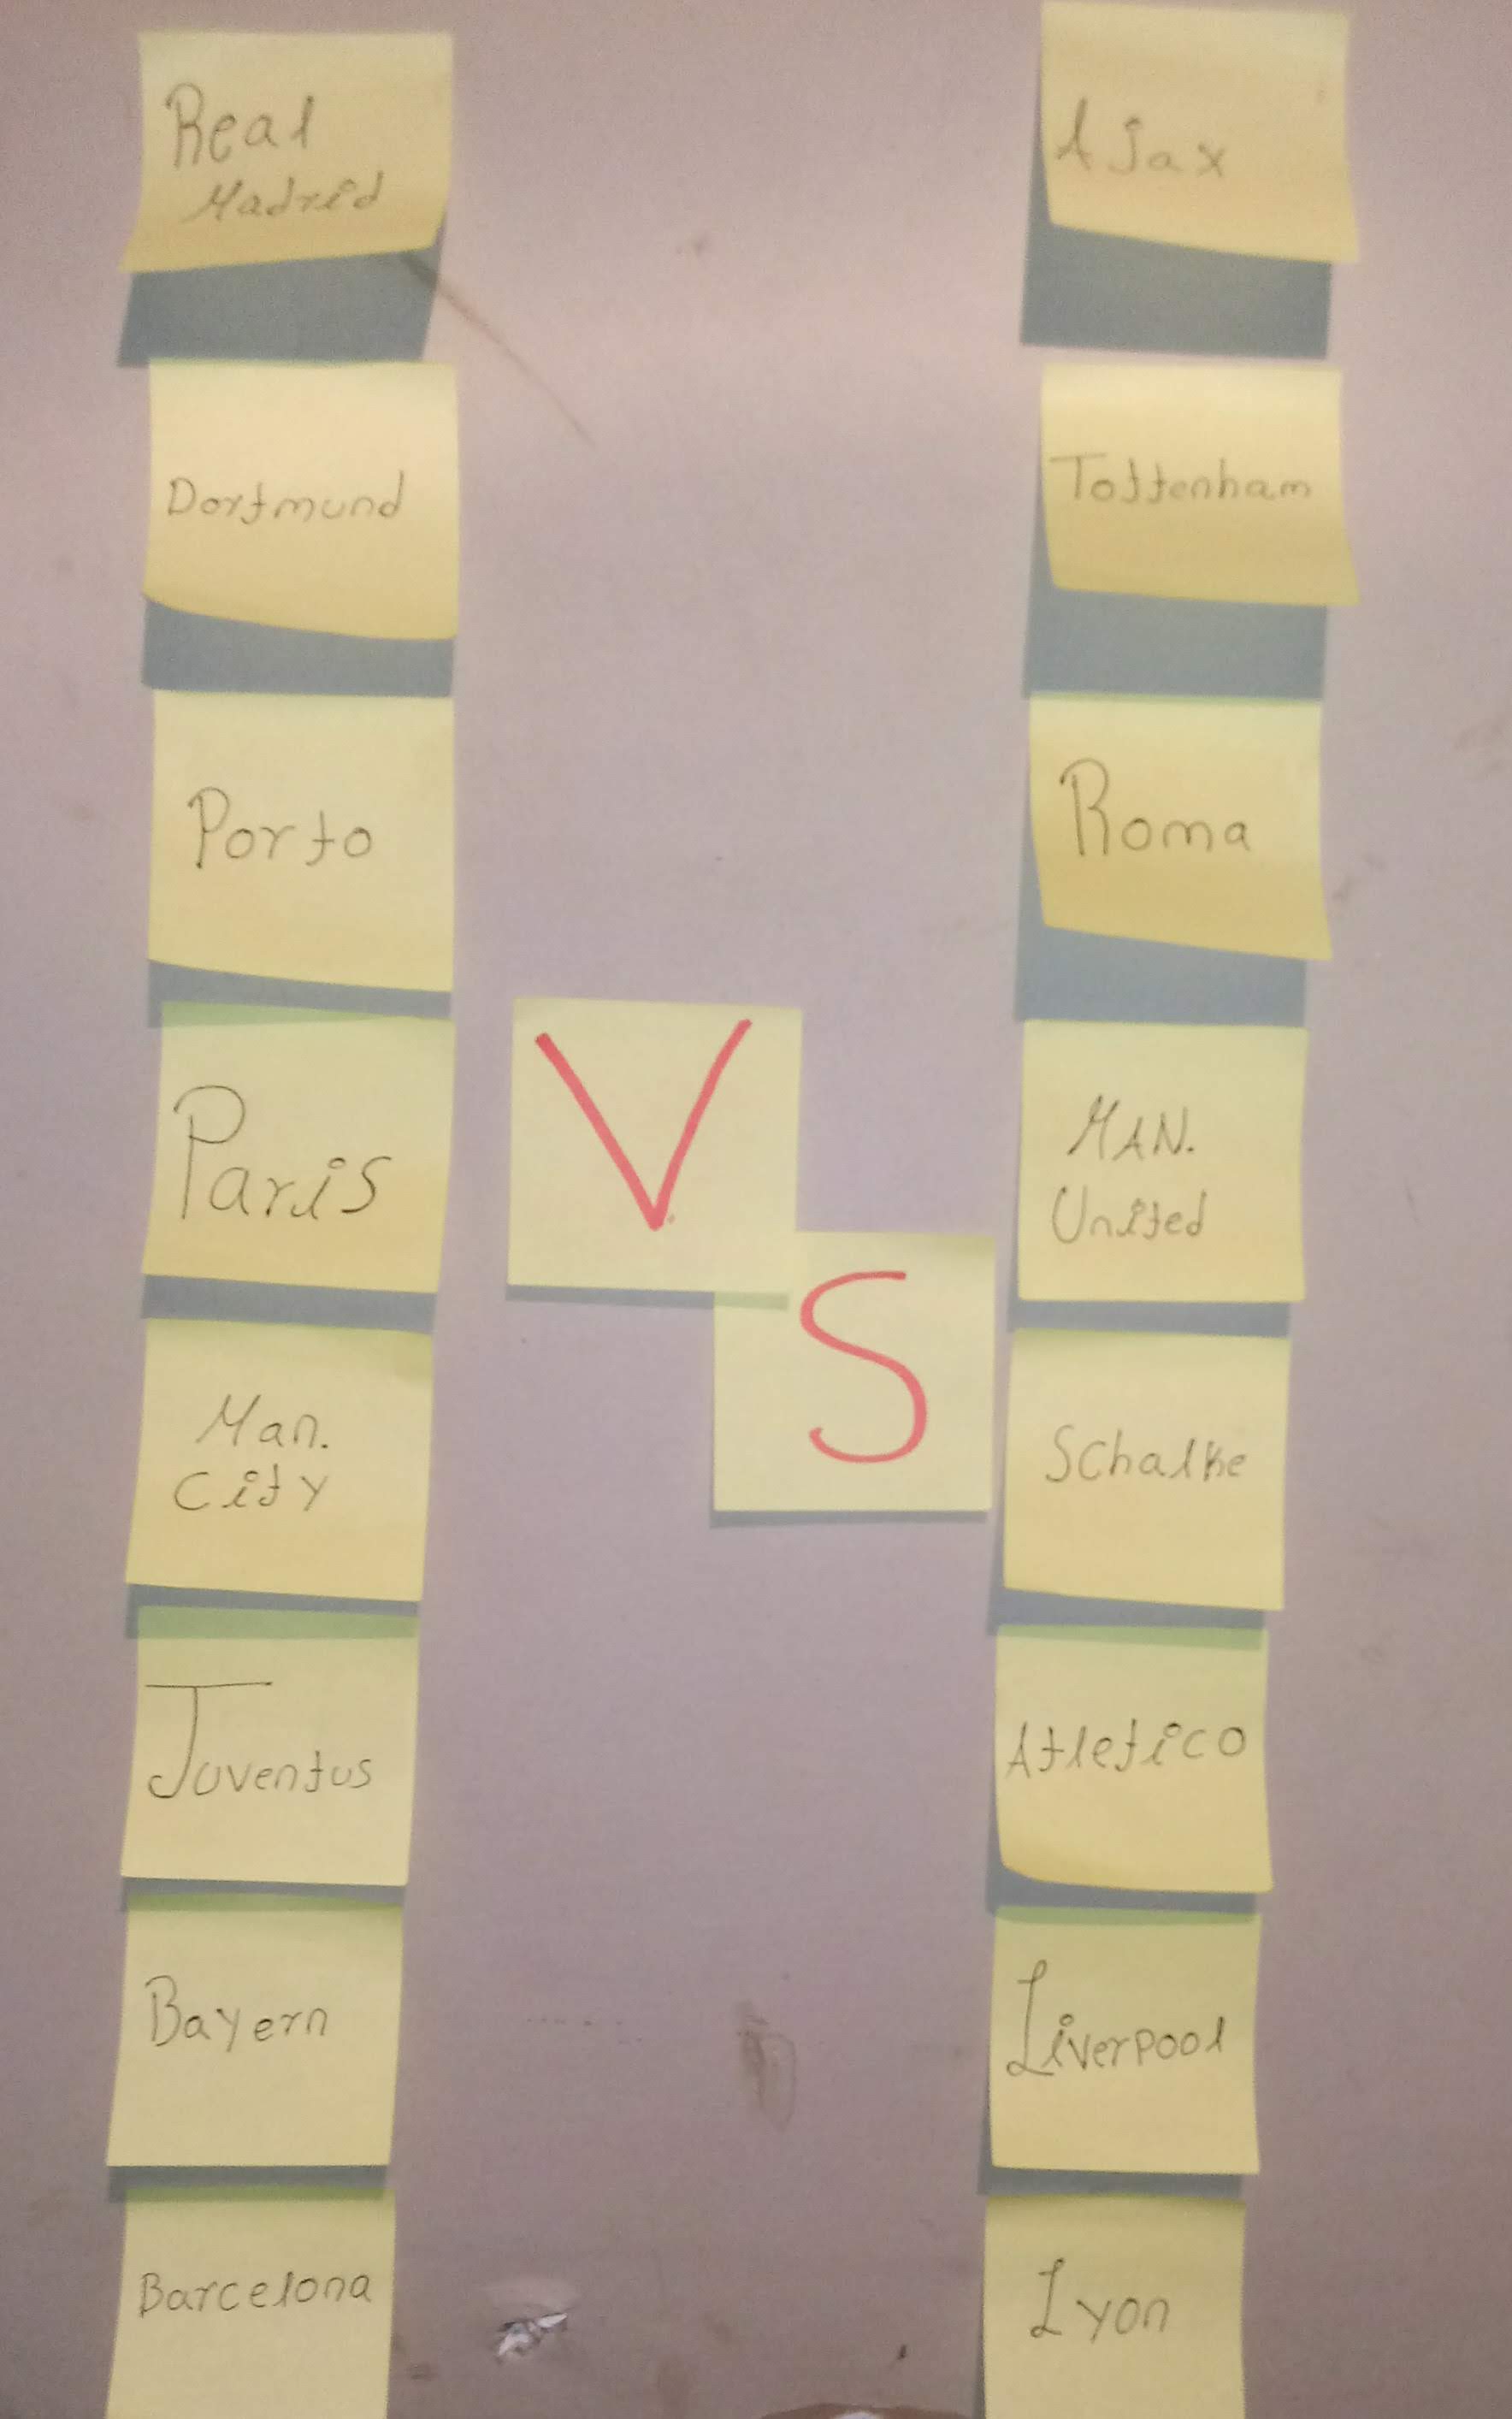 Real
Madrid
Ajax
Dortmund
Tottenham
Porto
Roma
Paris
V
MAN.
United
S
Man.
City
Schalke
Juventus
Atletico
Bayern
Liverpool
Barcelona
Lyon